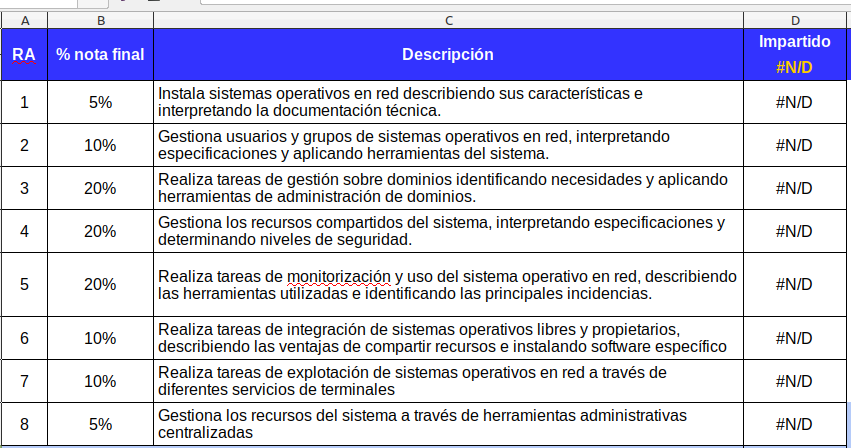 A B C D
RA % nota final Descripción Impartido
#N/D
1 5% Instala sistemas operativos en red describiendo sus características e
interpretando la documentación técnica. #N/D
2 10% Gestiona usuarios y grupos de sistemas operativos en red, interpretando
especificaciones y aplicando herramientas del sistema. #N/D
3 20% Realiza tareas de gestión sobre dominios identificando necesidades y aplicando
herramientas de administración de dominios. #N/D
4 20% Gestiona los recursos compartidos del sistema, interpretando especificaciones y
determinando niveles de seguridad. #N/D
5 20% Realiza tareas de monitorización y uso del sistema operativo en red, describiendo
las herramientas utilizadas e identificando las principales incidencias. #N/D
6 10% Realiza tareas de integración de sistemas operativos libres y propietarios,
describiendo las ventajas de compartir recursos e instalando software específico #N/D
7 10% Realiza tareas de explotación de sistemas operativos en red a través de
diferentes servicios de terminales #N/D
8 5% Gestiona los recursos del sistema a través de herramientas administrativas
centralizadas #N/D